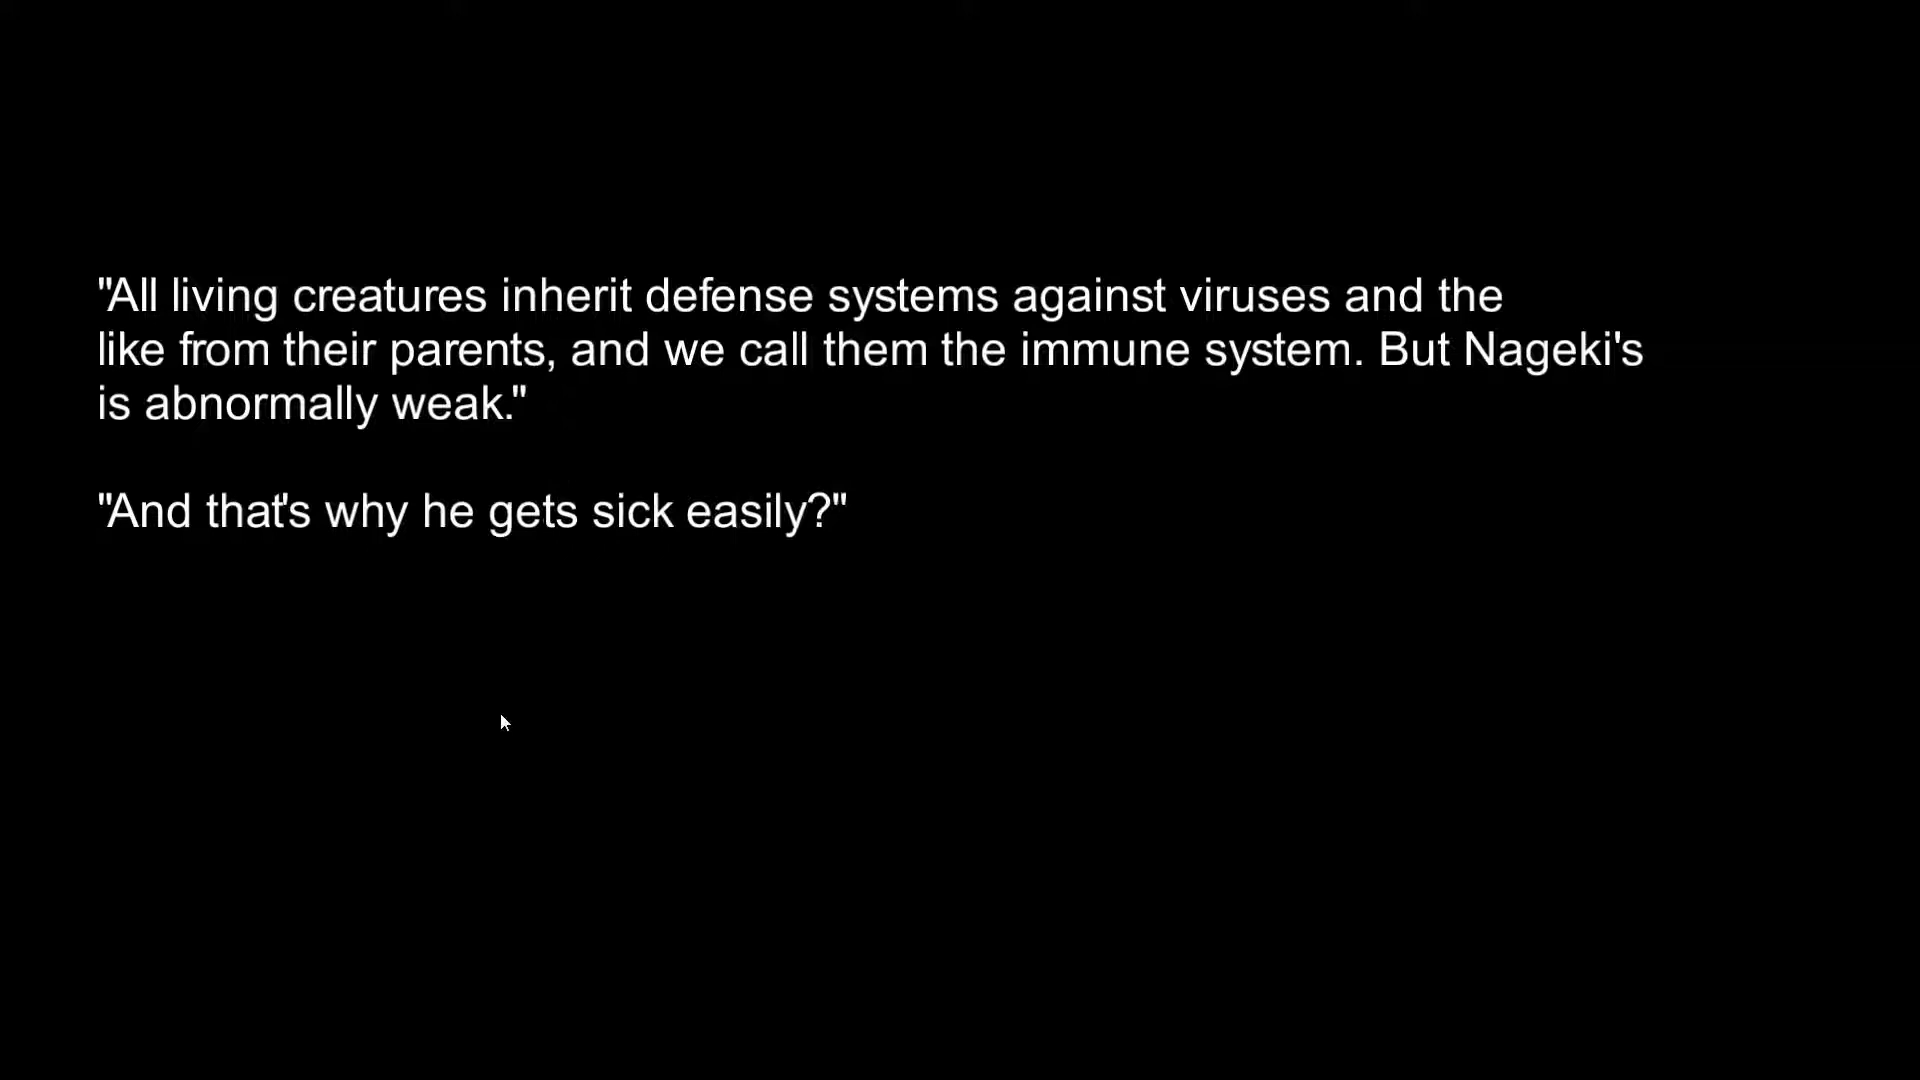 "All living creatures inherit defense systems against viruses and the
like from their parents, and we call them the immune system. But Nageki's
is abnormally weak."
"And that's why he gets sick easily?"